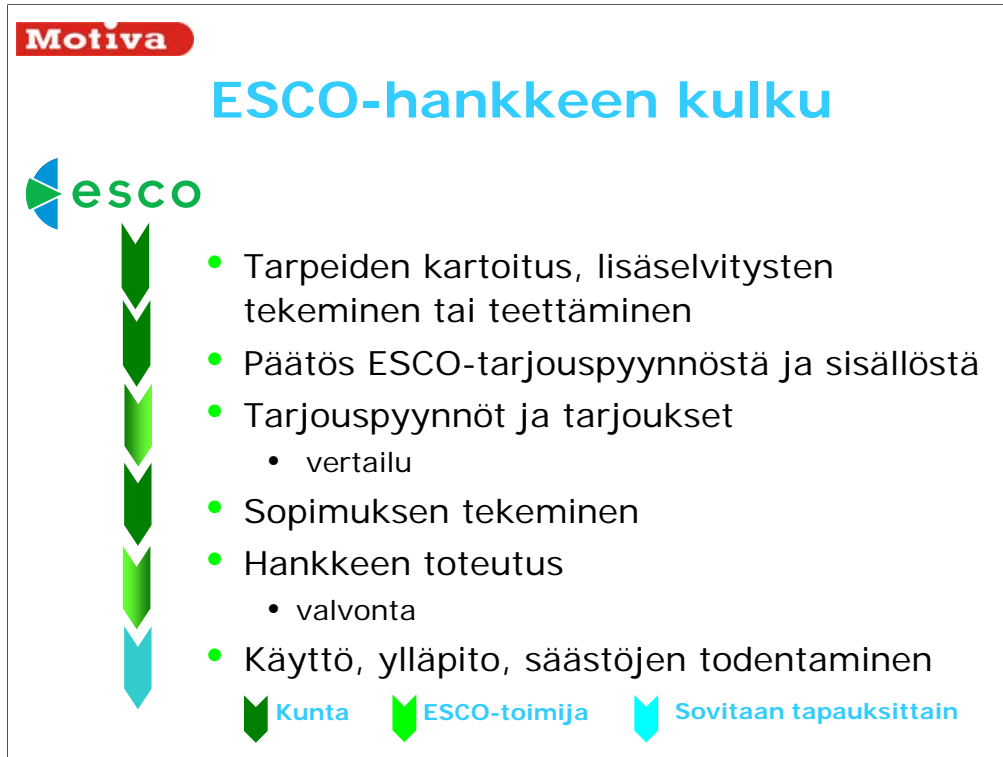 Motiva
ESCO-hankkeen kulku
esco
• Tarpeiden kartoitus, lisäselvitysten
tekeminen tai teettäminen
• Päätös ESCO-tarjouspyynnöstä ja sisällöstä
• Tarjouspyynnöt ja tarjoukset
• vertailu
• Sopimuksen tekeminen
• Hankkeen toteutus
• valvonta
• Käyttö, ylläpito, säästöjen todentaminen
Kunta ESCO-toimija Sovitaan tapauksittain